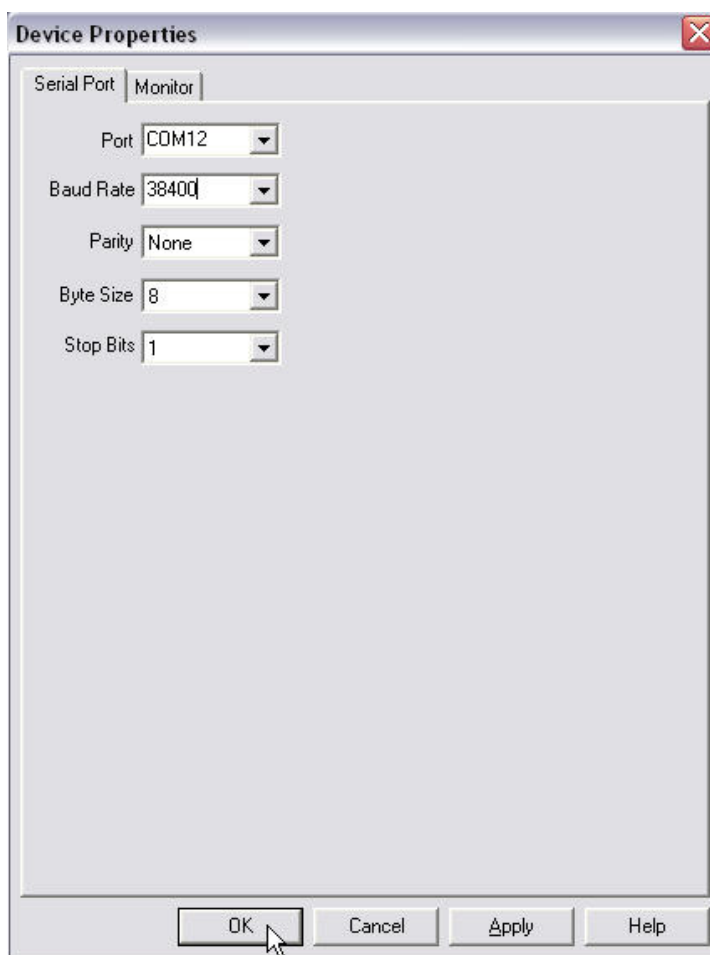 Device Properties
Serial Port Monitor
Port COM12
Baud Rate 38400
Parity None
Byte Size 8
Stop Bits 1
OK Cancel Apply Help